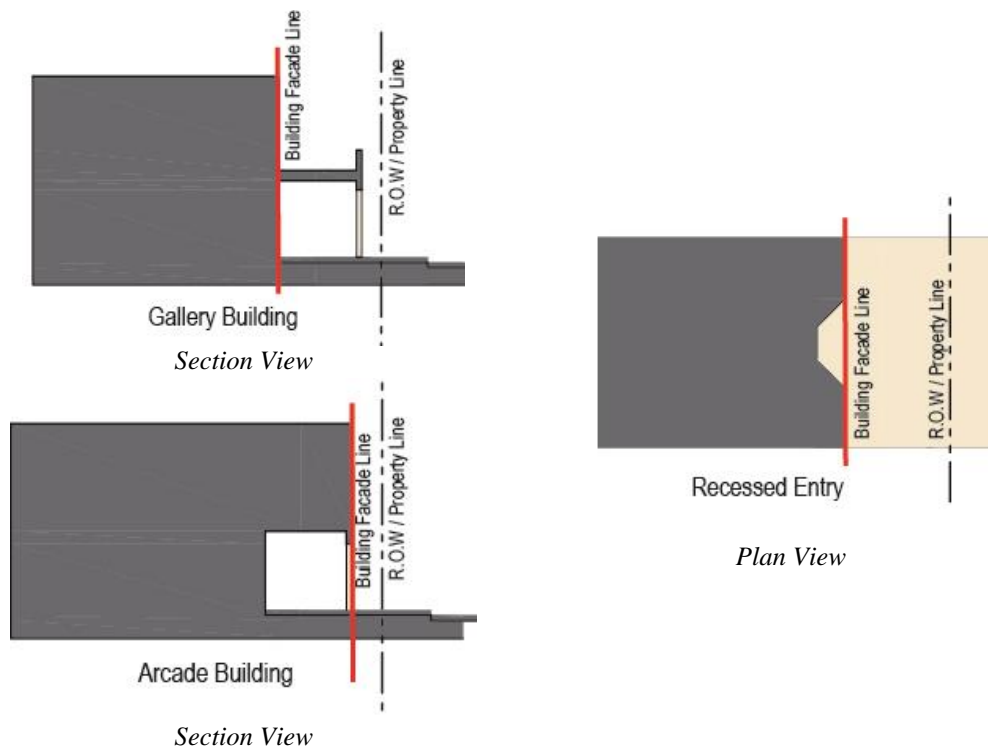 Building Facade Line
R.O.W / Property Line
Gallery Building
Section View
Building Facade Line
R.O.W / Property Line
Arcade Building
Section View
Building Facade Line
R.O.W / Property Line
Recessed Entry
Plan View